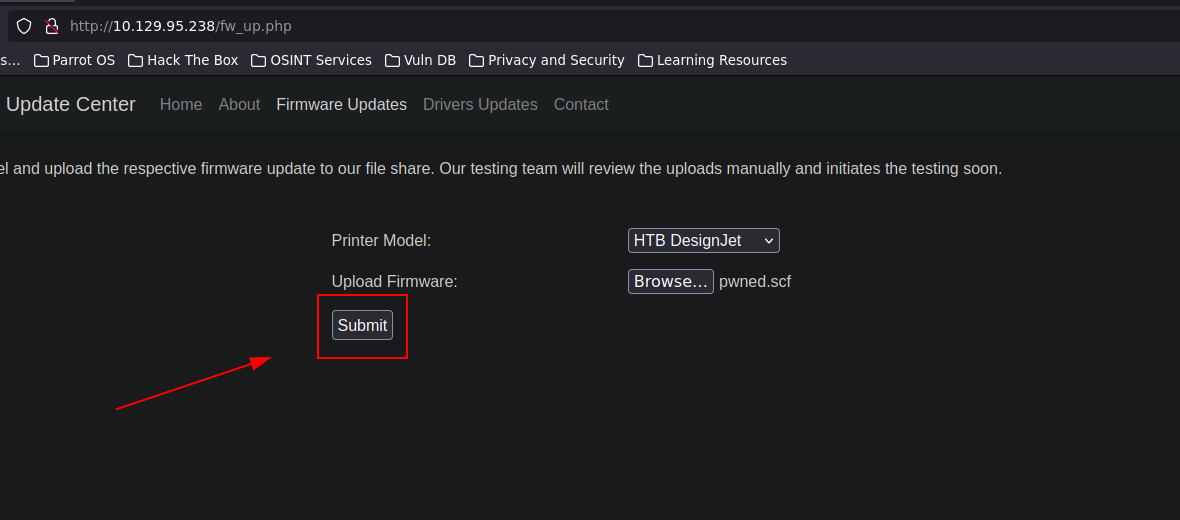 http://10.129.95.238/fw_up.php
s... Parrot OS Hack The Box OSINT Services Vuln DB Privacy and Security Learning Resources
Update Center Home About Firmware Updates Drivers Updates Contact
el and upload the respective firmware update to our file share. Our testing team will review the uploads manually and initiates the testing soon.
Printer Model: HTB DesignJet
Upload Firmware: Browse... pwned.scf
Submit